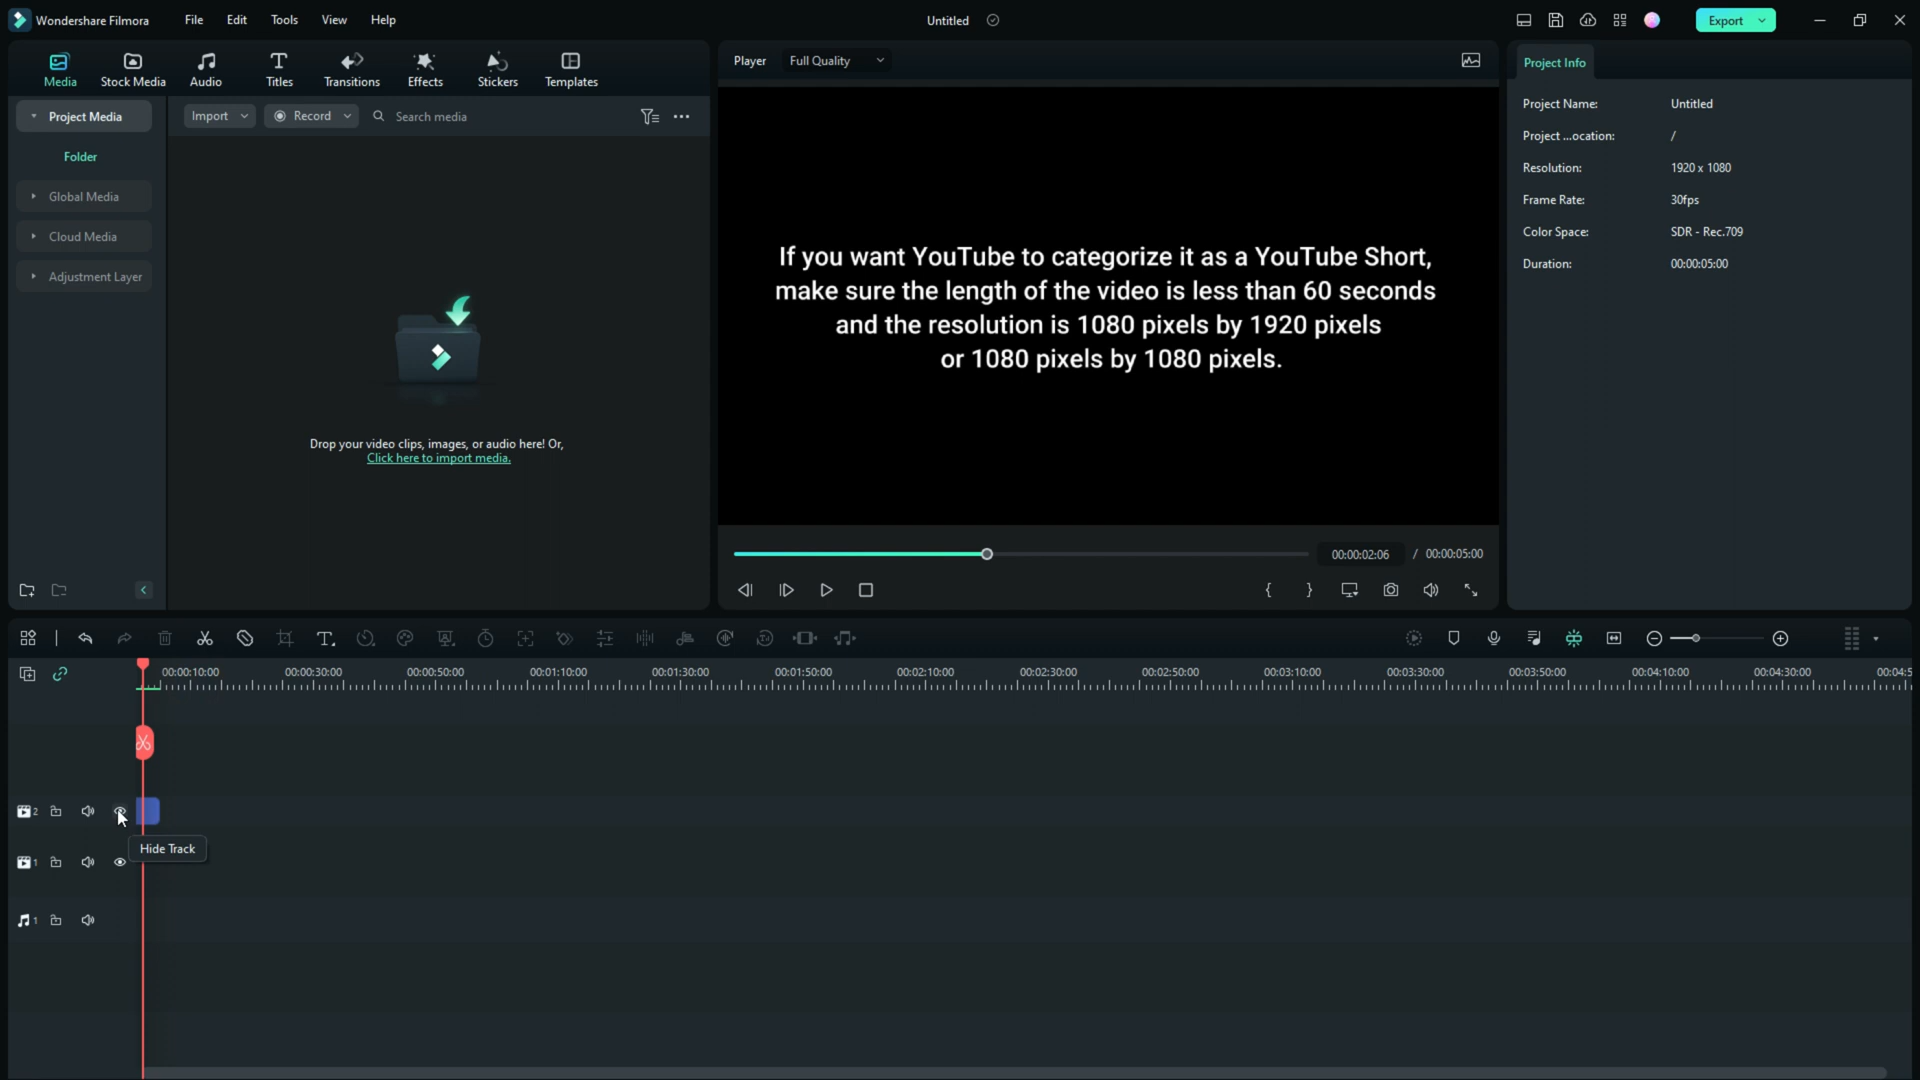 Wondershare Filmora
File
Edit
Tools
View
Help
Untitled
Export
Media
Stock Media
Audio
Titles
Transitions
Effects
Stickers
Templates
Player
Full Quality
Project Info
Project Media
Import
Record
Search media
Folder
Global Media
Cloud Media
Adjustment Layer
Drop your video clips, images, or audio here! Or,
Click here to import media.
If you want YouTube to categorize it as a YouTube Short,
make sure the length of the video is less than 60 seconds
and the resolution is 1080 pixels by 1920 pixels
or 1080 pixels by 1080 pixels.
00:00:02:06 / 00:00:05:00
Project Name: Untitled
Project ...ocation: /
Resolution: 1920 x 1080
Frame Rate: 30fps
Color Space: SDR - Rec.709
Duration: 00:00:05:00
00:00:10:00 00:00:30:00 00:00:50:00 00:01:10:00 00:01:30:00 00:01:50:00 00:02:10:00 00:02:30:00 00:02:50:00 00:03:10:00 00:03:30:00 00:03:50:00 00:04:10:00 00:04:30:00 00:04:5
2
Hide Track
1
1